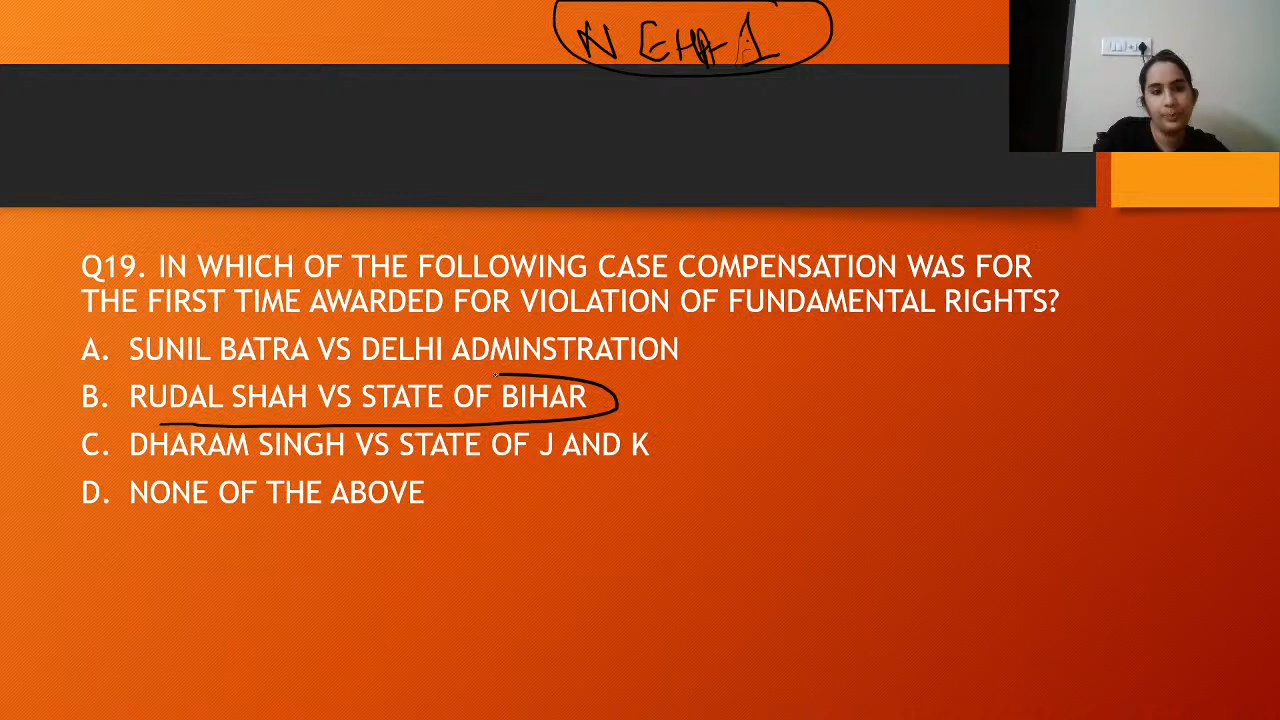 NEHA1
Q19. IN WHICH OF THE FOLLOWING CASE COMPENSATION WAS FOR
THE FIRST TIME AWARDED FOR VIOLATION OF FUNDAMENTAL RIGHTS?
A. SUNIL BATRA VS DELHI ADMINSTRATION
B. RUDAL SHAH VS STATE OF BIHAR
C. DHARAM SINGH VS STATE OF J AND K
D. NONE OF THE ABOVE